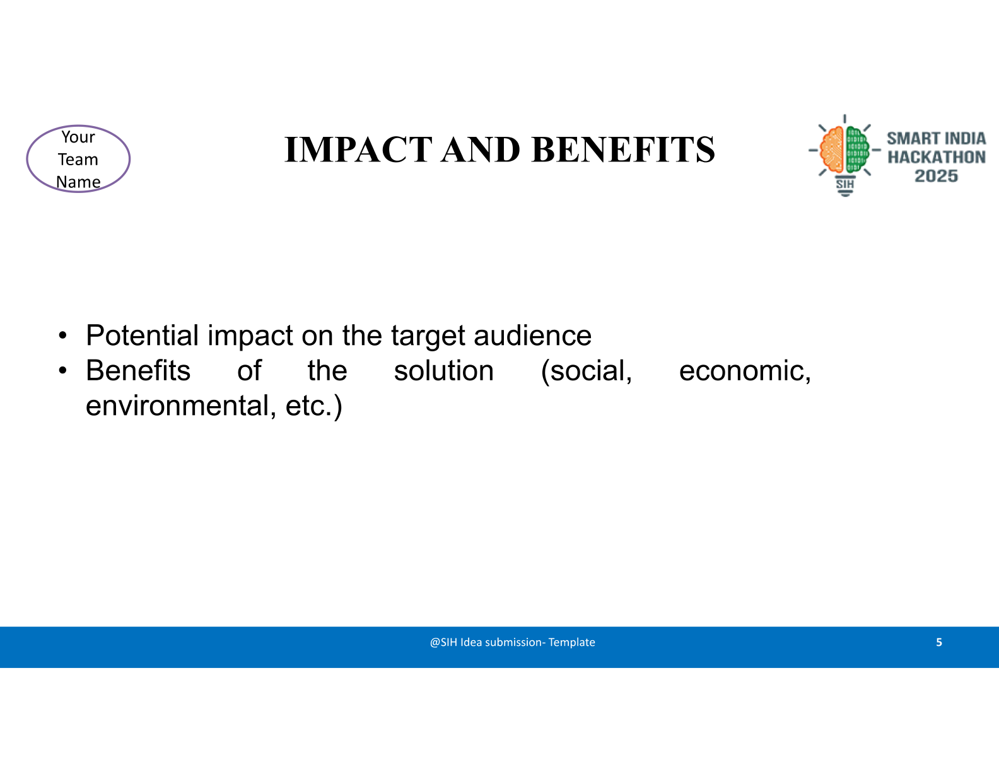 Your
Team
Name
IMPACT AND BENEFITS
SMART INDIA
HACKATHON
2025
SIH
• Potential impact on the target audience
• Benefits of the solution (social, economic,
environmental, etc.)
@SIH Idea submission- Template
5